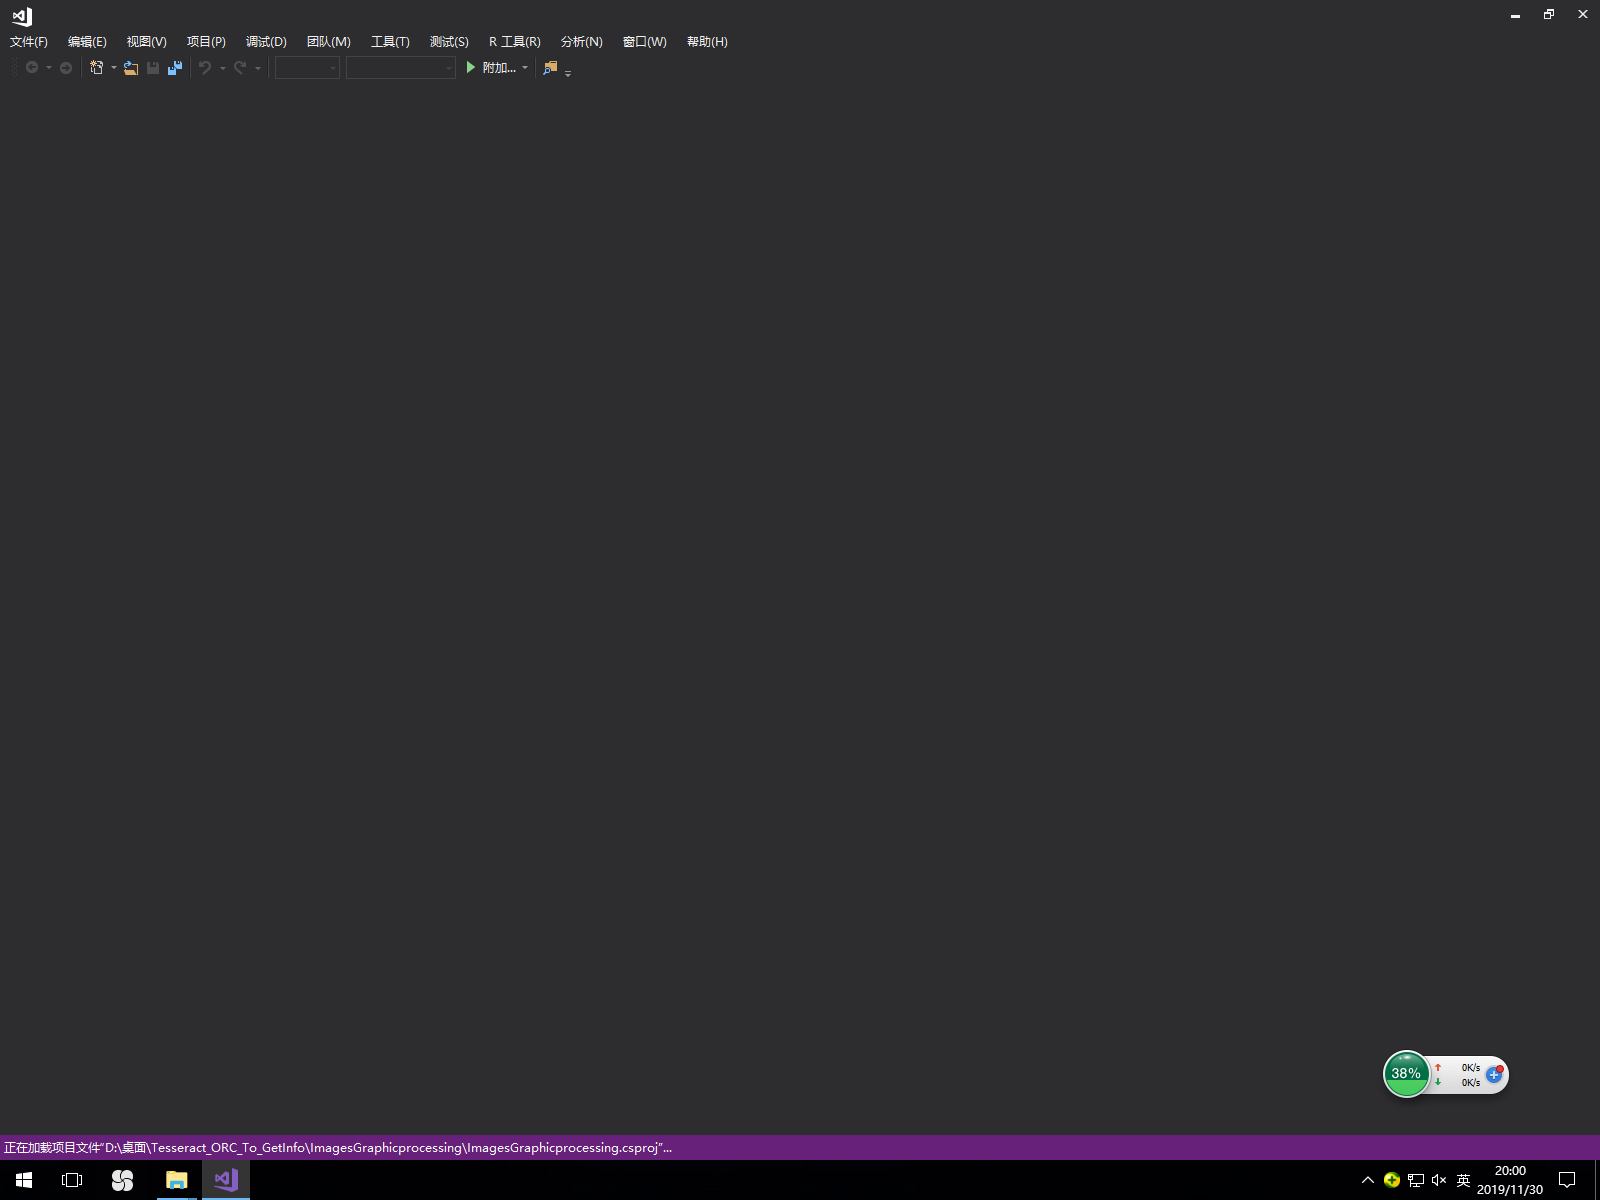 文件(F) 编辑(E) 视图(V) 项目(P) 调试(D) 团队(M) 工具(T) 测试(S) R 工具(R) 分析(N) 窗口(W) 帮助(H)
附加...
38%
0K/s
0K/s
正在加载项目文件“D:\桌面\Tesseract_ORC_To_GetInfo\ImagesGraphicprocessing\ImagesGraphicprocessing.csproj”...
英
20:00
2019/11/30